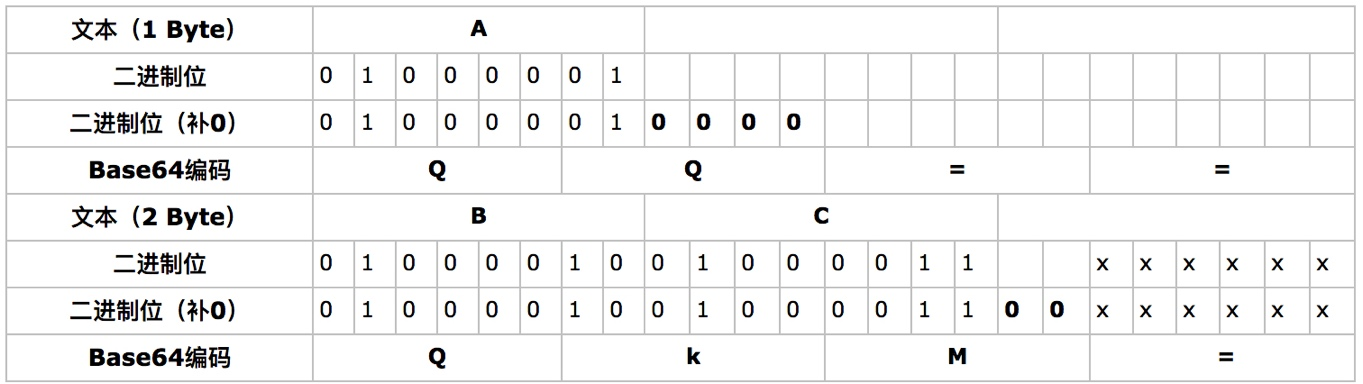 文本（1 Byte） A
二进制位 0 1 0 0 0 0 0 1
二进制位（补0） 0 1 0 0 0 0 0 1 0 0 0 0
Base64编码 Q Q = =
文本（2 Byte） B C
二进制位 0 1 0 0 0 0 1 0 0 1 0 0 0 0 1 1 x x x x x x
二进制位（补0） 0 1 0 0 0 0 1 0 0 1 0 0 0 0 1 1 0 0 x x x x x x
Base64编码 Q k M =